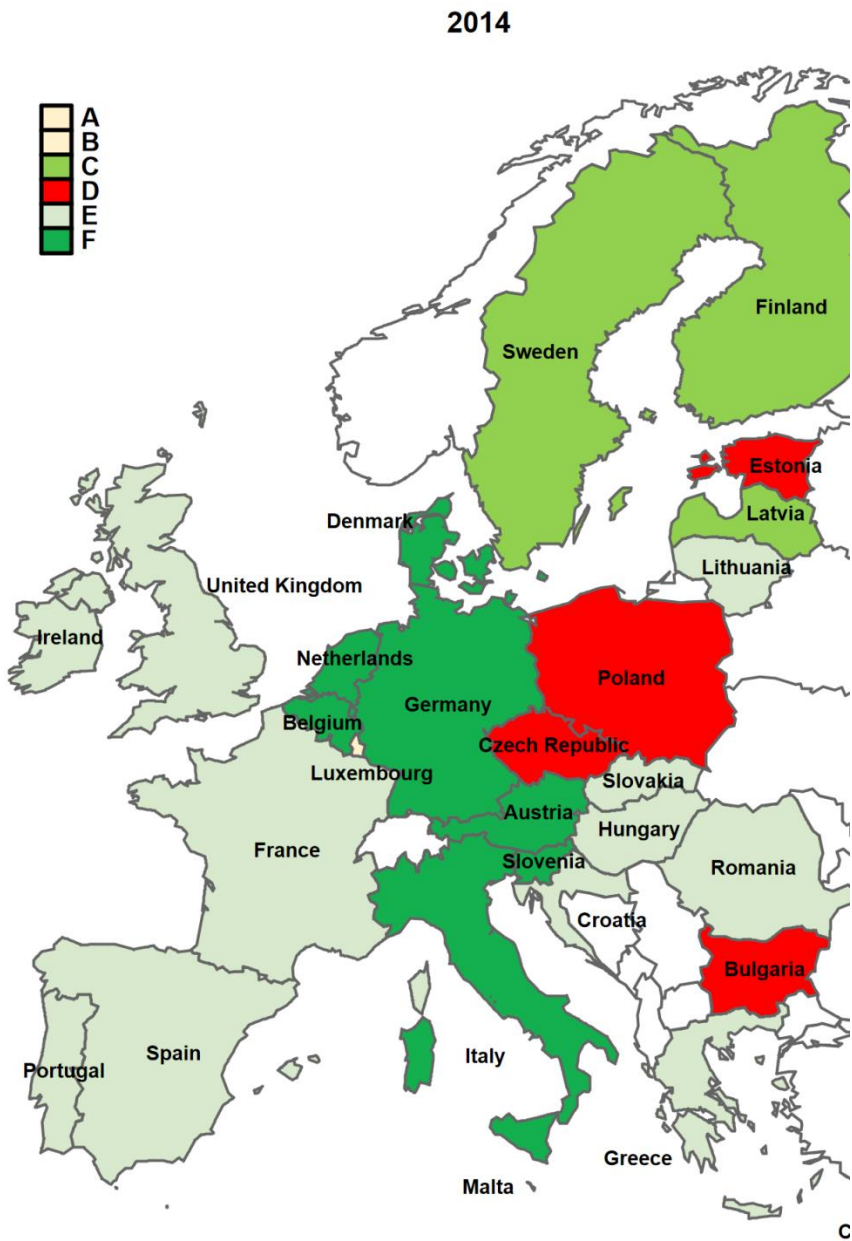 2014
A
B
C
D
E
F
Finland
Sweden
Estonia
Latvia
Lithuania
Denmark
United Kingdom
Ireland
Netherlands
Poland
Germany
Belgium
Czech Republic
Luxembourg
Slovakia
Austria
Hungary
France
Slovenia
Romania
Croatia
Bulgaria
Spain
Italy
Portugal
Greece
Malta
C